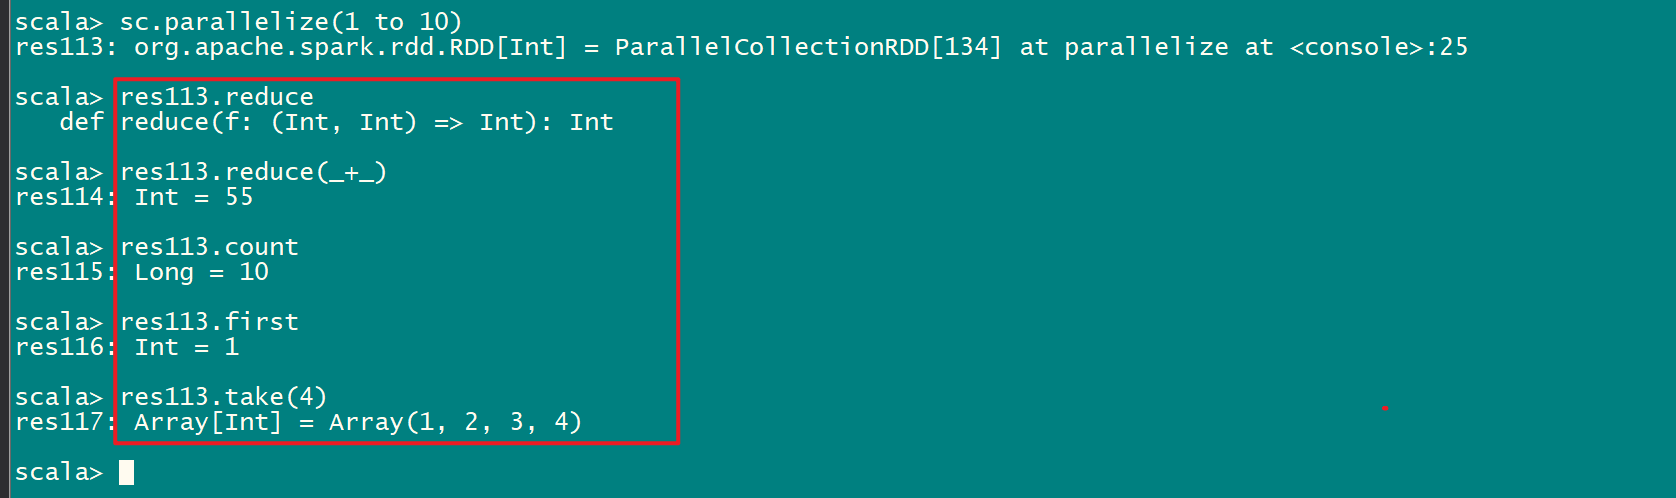 scala> sc.parallelize(1 to 10)
res113: org.apache.spark.rdd.RDD[Int] = ParallelCollectionRDD[134] at parallelize at <console>:25
scala> res113.reduce
def reduce(f: (Int, Int) => Int): Int
scala> res113.reduce(_+_)
res114: Int = 55
scala> res113.count
res115: Long = 10
scala> res113.first
res116: Int = 1
scala> res113.take(4)
res117: Array[Int] = Array(1, 2, 3, 4)
scala>